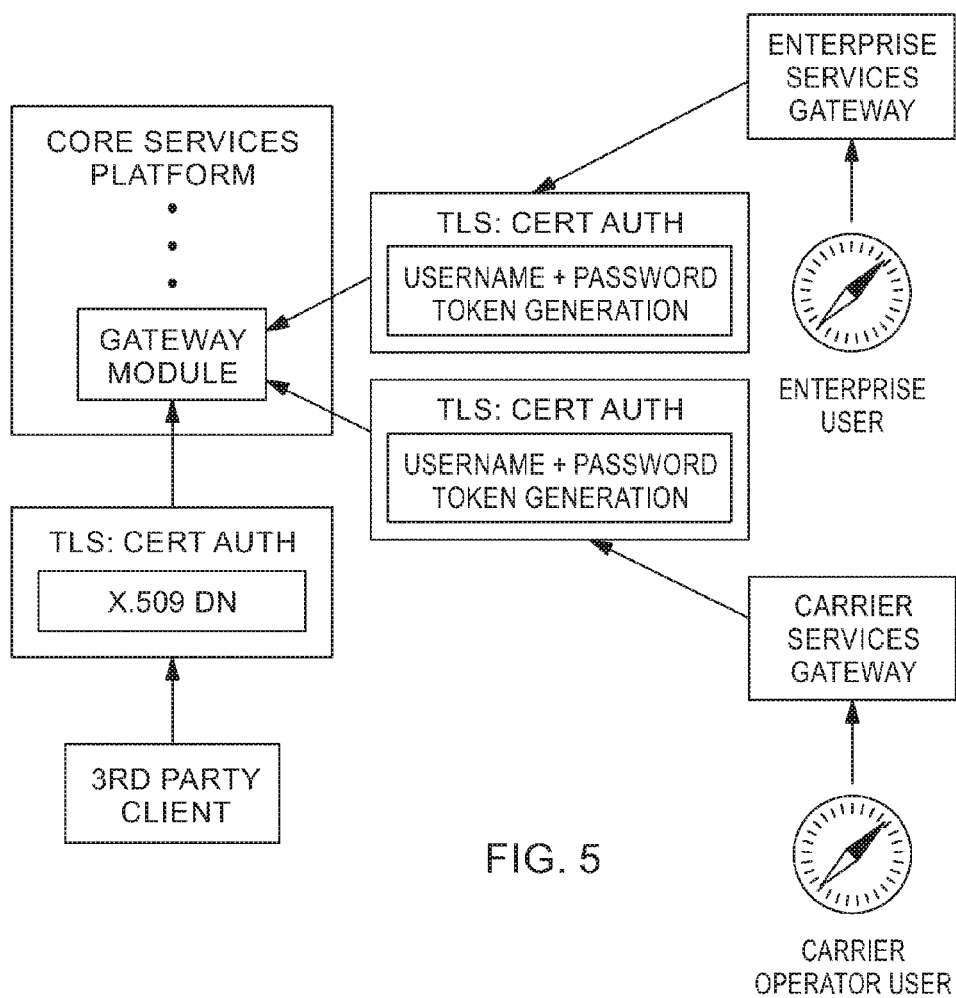 ENTERPRISE
SERVICES
GATEWAY
CORE SERVICES
PLATFORM
TLS: CERT AUTH
USERNAME + PASSWORD
TOKEN GENERATION
GATEWAY
MODULE
ENTERPRISE
USER
TLS: CERT AUTH
USERNAME + PASSWORD
TOKEN GENERATION
TLS: CERT AUTH
X.509 DN
CARRIER
SERVICES
GATEWAY
3RD PARTY
CLIENT
FIG. 5
CARRIER
OPERATOR USER